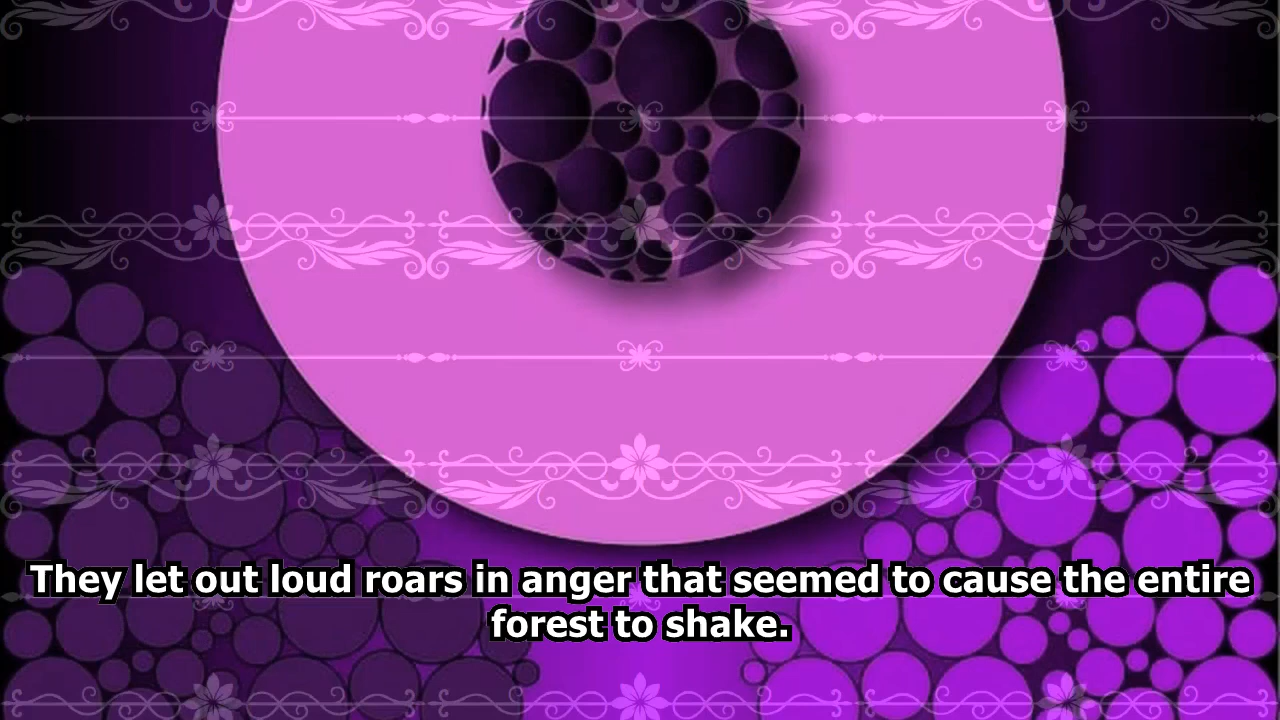 They let out loud roars in anger that seemed to cause the entire
forest to shake.